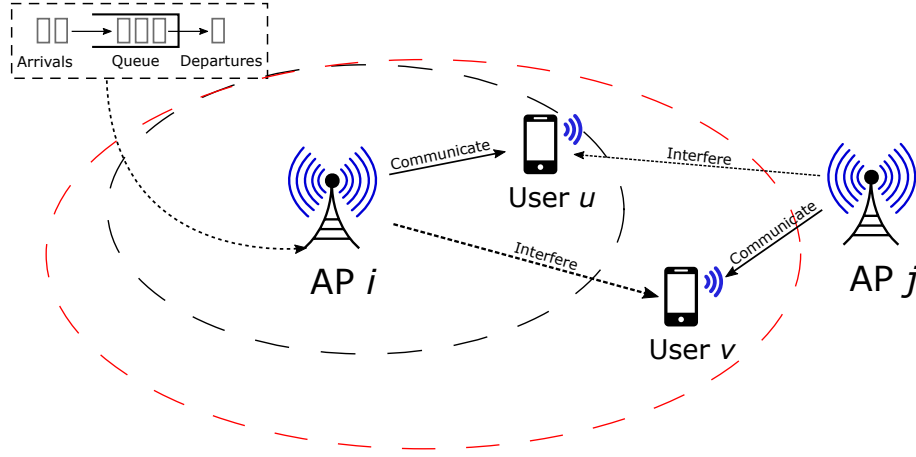 Arrivals Queue Departures
Communicate
Interfere
User u
Interfere
Communicate
AP i
AP j
User v